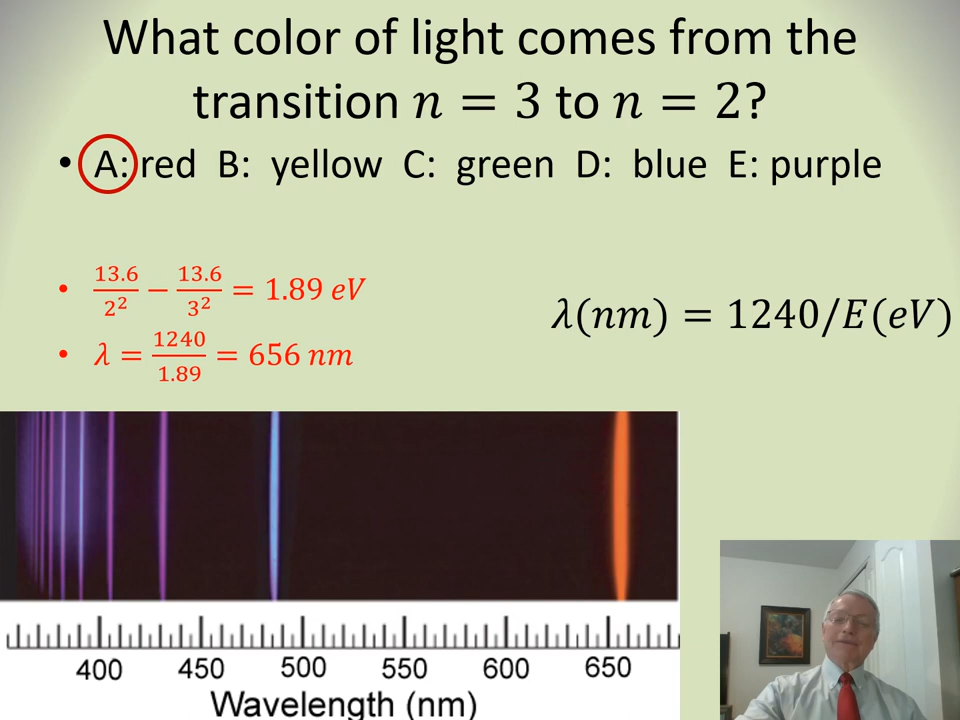 What color of light comes from the
transition n = 3 to n = 2?
• A: red B: yellow C: green D: blue E: purple
• 13.6/2² − 13.6/3² = 1.89 eV
λ(nm) = 1240/E(eV)
• λ = 1240/1.89 = 656 nm
400 450 500 550 600 650
Wavelength (nm)